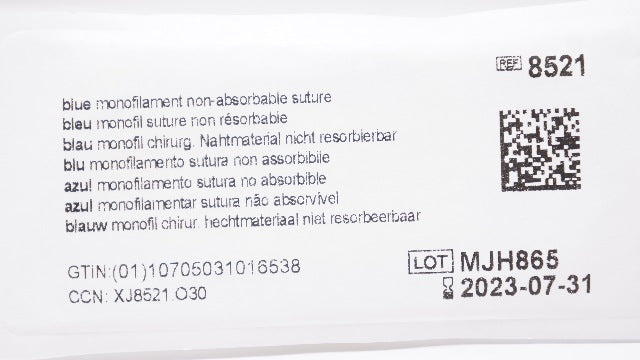 REF 8521
blue monofilament non-absorbable suture
bleu monofil suture non résorbable
blau monofil chirurg. Nahtmaterial nicht resorbierbar
blu monofilamento sutura non assorbibile
azul monofilamento sutura no absorbible
azul monofilamentar sutura não absorvível
blauw monofil chirur. hechtmateriaal niet resorbeerbaar
GTIN:(01)10705031016538
CCN: XJ8521.O30
LOT MJH865
2023-07-31